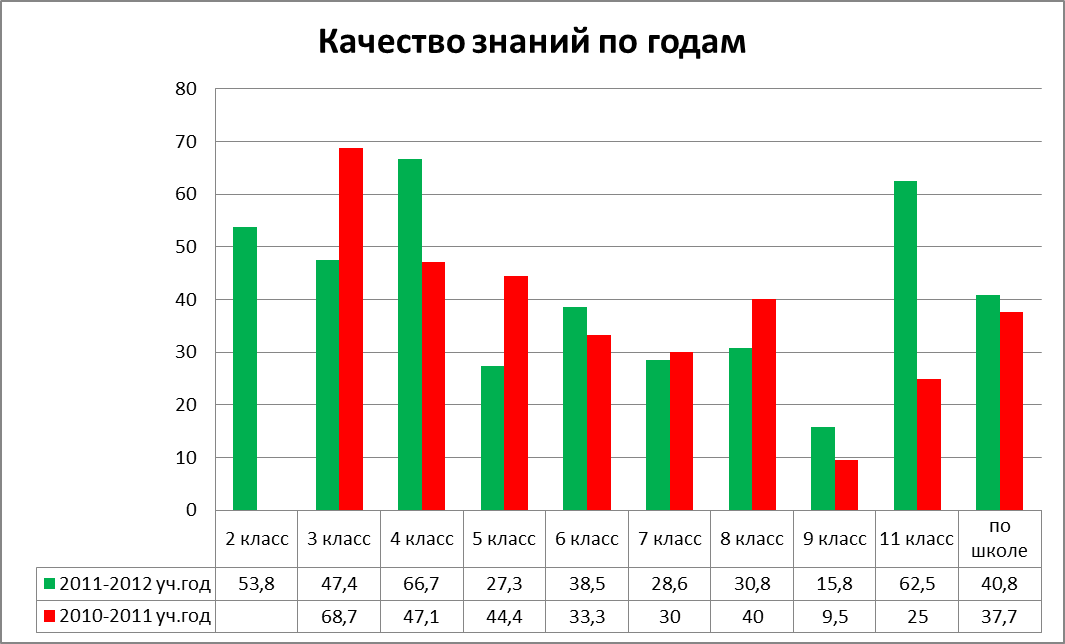 Качество знаний по годам
80
70
60
50
40
30
20
10
0
2 класс 3 класс 4 класс 5 класс 6 класс 7 класс 8 класс 9 класс 11 класс по школе
2011-2012 уч.год 53,8 47,4 66,7 27,3 38,5 28,6 30,8 15,8 62,5 40,8
2010-2011 уч.год 68,7 47,1 44,4 33,3 30 40 9,5 25 37,7